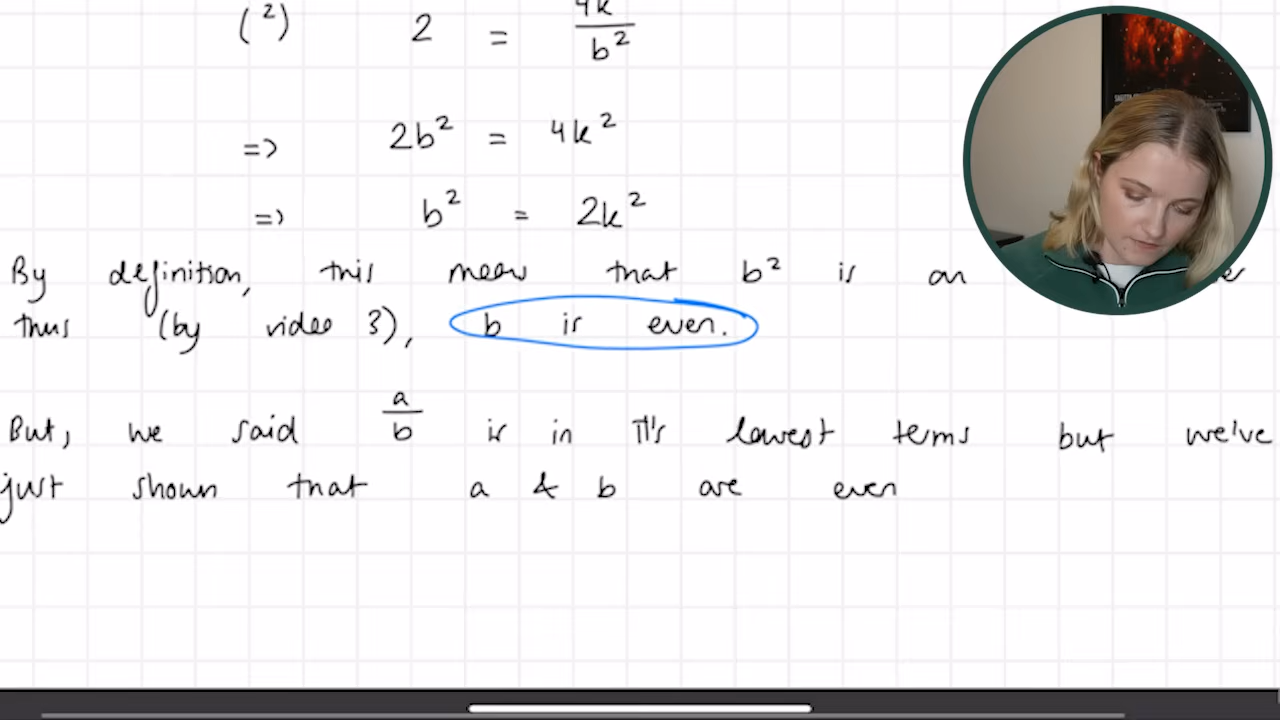 (²) 2 = 4k / b²
=> 2b² = 4k²
=> b² = 2k²
By definition, this means that b² is an
thus (by video 3), b is even.
But, we said a/b is in it's lowest terms but we've
just shown that a & b are even